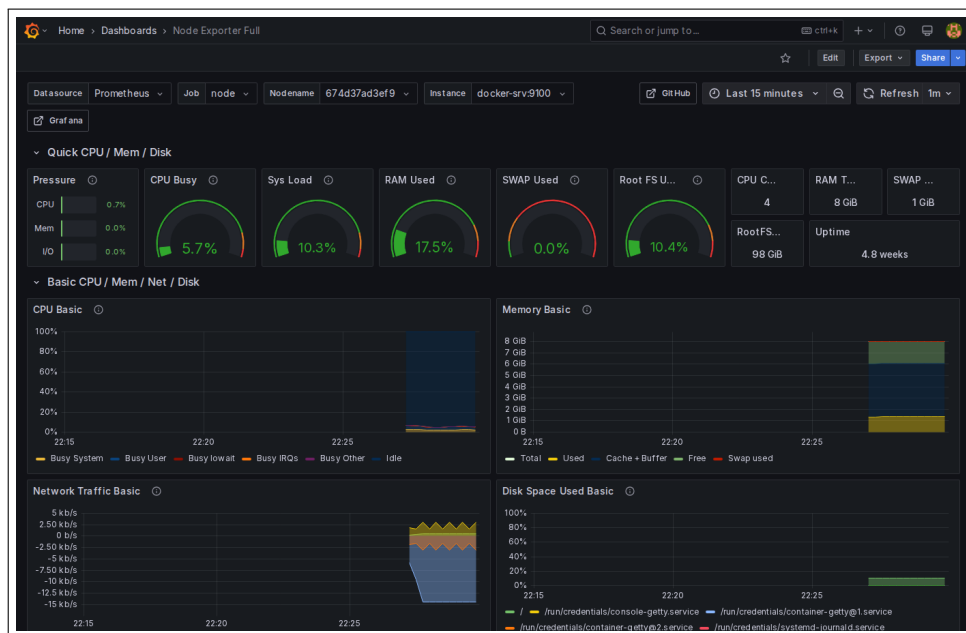 Home › Dashboards › Node Exporter Full
Search or jump to...
ctrl+k
Edit
Export
Share
Datasource Prometheus
Job node
Nodename 674d37ad3ef9
Instance docker-srv:9100
GitHub
Last 15 minutes
Refresh 1m
Grafana
Quick CPU / Mem / Disk
Pressure
CPU 0.7%
Mem 0.0%
I/O 0.0%
CPU Busy
5.7%
Sys Load
10.3%
RAM Used
17.5%
SWAP Used
0.0%
Root FS U...
10.4%
CPU C...
4
RAM T...
8 GiB
SWAP ...
1 GiB
RootFS...
98 GiB
Uptime
4.8 weeks
Basic CPU / Mem / Net / Disk
CPU Basic
100%
80%
60%
40%
20%
0%
22:15 22:20 22:25
Busy System Busy User Busy Iowait Busy IRQs Busy Other Idle
Memory Basic
8 GiB
7 GiB
6 GiB
5 GiB
4 GiB
3 GiB
2 GiB
1 GiB
0 B
22:15 22:20 22:25
Total Used Cache + Buffer Free Swap used
Network Traffic Basic
5 kb/s
2.50 kb/s
0 b/s
-2.50 kb/s
-5 kb/s
-7.50 kb/s
-10 kb/s
-12.5 kb/s
-15 kb/s
22:15 22:20 22:25
Disk Space Used Basic
100%
80%
60%
40%
20%
0%
22:15 22:20 22:25
/ /run/credentials/console-getty.service /run/credentials/container-getty@1.service
/run/credentials/container-getty@2.service /run/credentials/systemd-journald.service